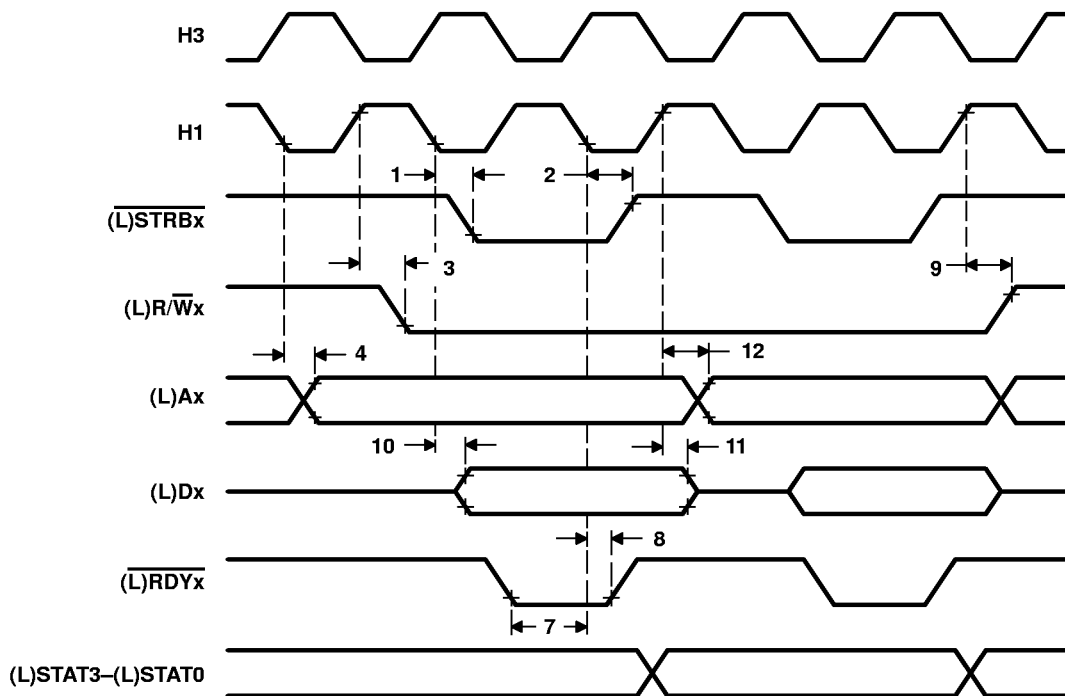 H3
H1
1
2
(L)STRBx
3
9
(L)R/Wx
4
12
(L)Ax
10
11
(L)Dx
8
(L)RDYx
7
(L)STAT3–(L)STAT0